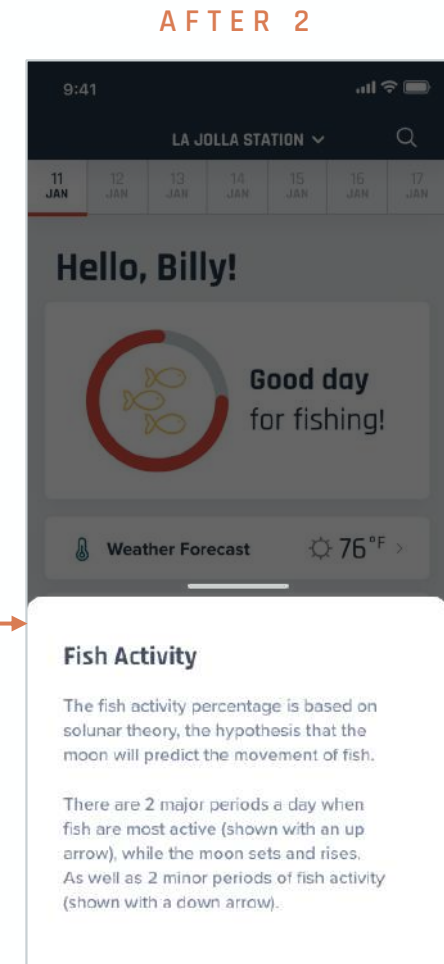 AFTER 2
9:41
LA JOLLA STATION
11 12 13 14 15 16 17
JAN JAN JAN JAN JAN JAN JAN
Hello, Billy!
Good day
for fishing!
Weather Forecast 76°F
Fish Activity
The fish activity percentage is based on
solunar theory, the hypothesis that the
moon will predict the movement of fish.
There are 2 major periods a day when
fish are most active (shown with an up
arrow), while the moon sets and rises.
As well as 2 minor periods of fish activity
(shown with a down arrow).